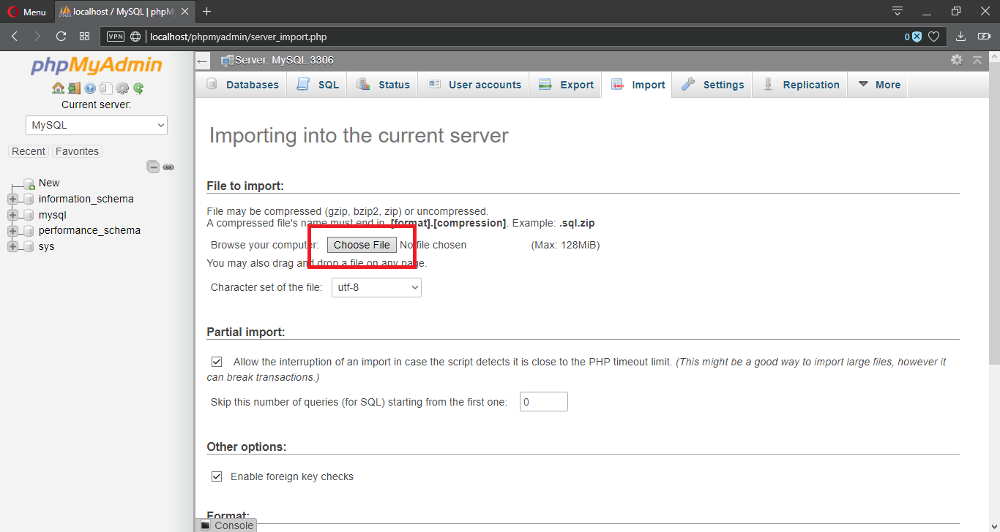 Menu
localhost / MySQL | phpM
VPN
localhost/phpmyadmin/server_import.php
0
phpMyAdmin
Current server:
MySQL
Recent
Favorites
New
information_schema
mysql
performance_schema
sys
Server: MySQL:3306
Databases
SQL
Status
User accounts
Export
Import
Settings
Replication
More
Importing into the current server
File to import:
File may be compressed (gzip, bzip2, zip) or uncompressed.
A compressed file's name must end in .[format].[compression]. Example: .sql.zip
Browse your computer: Choose File No file chosen (Max: 128MiB)
You may also drag and drop a file on any page.
Character set of the file: utf-8
Partial import:
Allow the interruption of an import in case the script detects it is close to the PHP timeout limit. (This might be a good way to import large files, however it
can break transactions.)
Skip this number of queries (for SQL) starting from the first one: 0
Other options:
Enable foreign key checks
Format:
Console